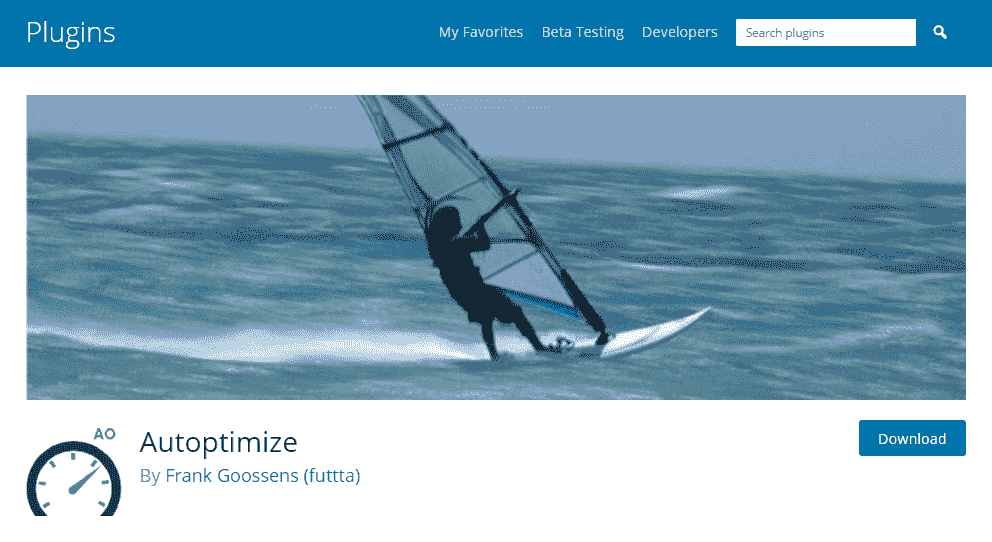 Plugins
My Favorites Beta Testing Developers Search plugins
AO
Autoptimize
Download
By Frank Goossens (futtta)